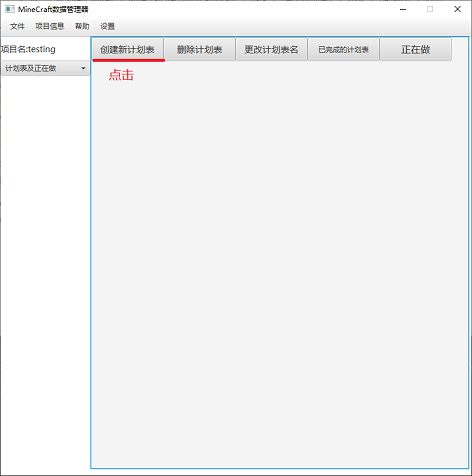 MineCraft数据管理器
文件 项目信息 帮助 设置
项目名:testing
创建新计划表 删除计划表 更改计划表名 已完成的计划表 正在做
计划表及正在做
点击